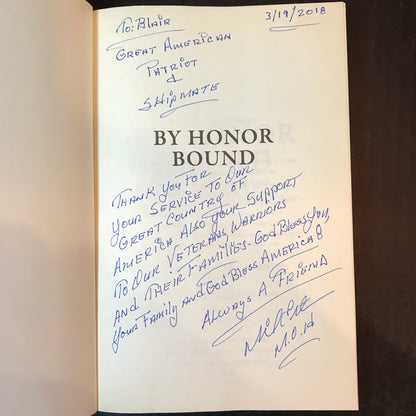 To: Blair
3/19/2018
Great American
Patriot
&
Shipmate
BY HONOR
BOUND
Thank You For
Your Service To Our
Great Country of
America, Also Your Support
To Our Veterans, Warriors
and Their Families - God Bless You,
Your Family and God Bless America!
Always A Friend
M.O.H